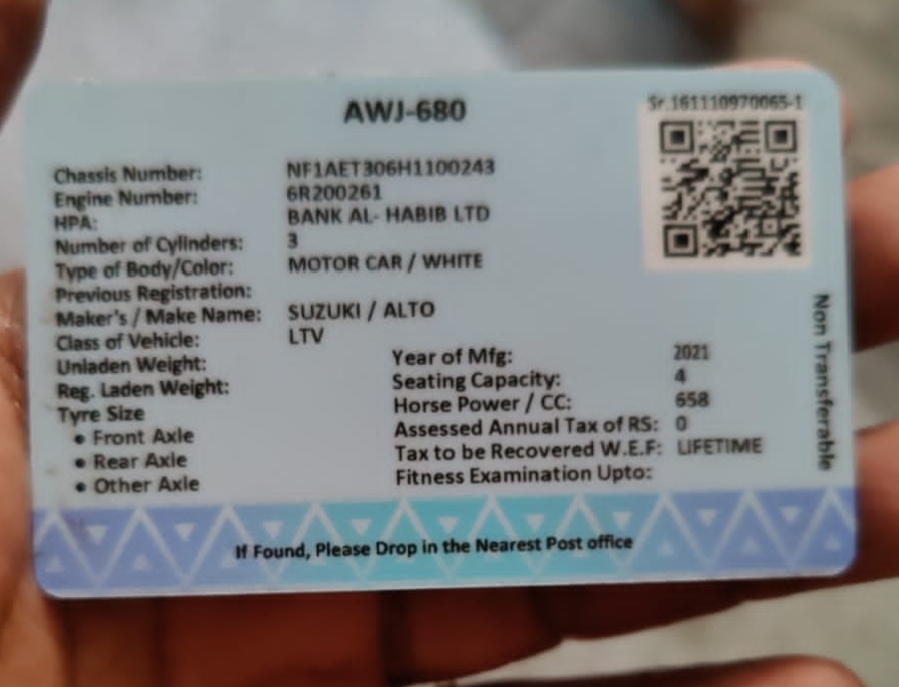 AWJ-680
Sr.161110970065-1
Chassis Number: NF1AET306H1100243
Engine Number: 6R200261
HPA: BANK AL- HABIB LTD
Number of Cylinders: 3
Type of Body/Color: MOTOR CAR / WHITE
Previous Registration:
Maker's / Make Name: SUZUKI / ALTO
Class of Vehicle: LTV
Unladen Weight:
Reg. Laden Weight:
Tyre Size
• Front Axle
• Rear Axle
• Other Axle
Year of Mfg: 2021
Seating Capacity: 4
Horse Power / CC: 658
Assessed Annual Tax of RS: 0
Tax to be Recovered W.E.F: LIFETIME
Fitness Examination Upto:
Non Transferable
If Found, Please Drop in the Nearest Post office